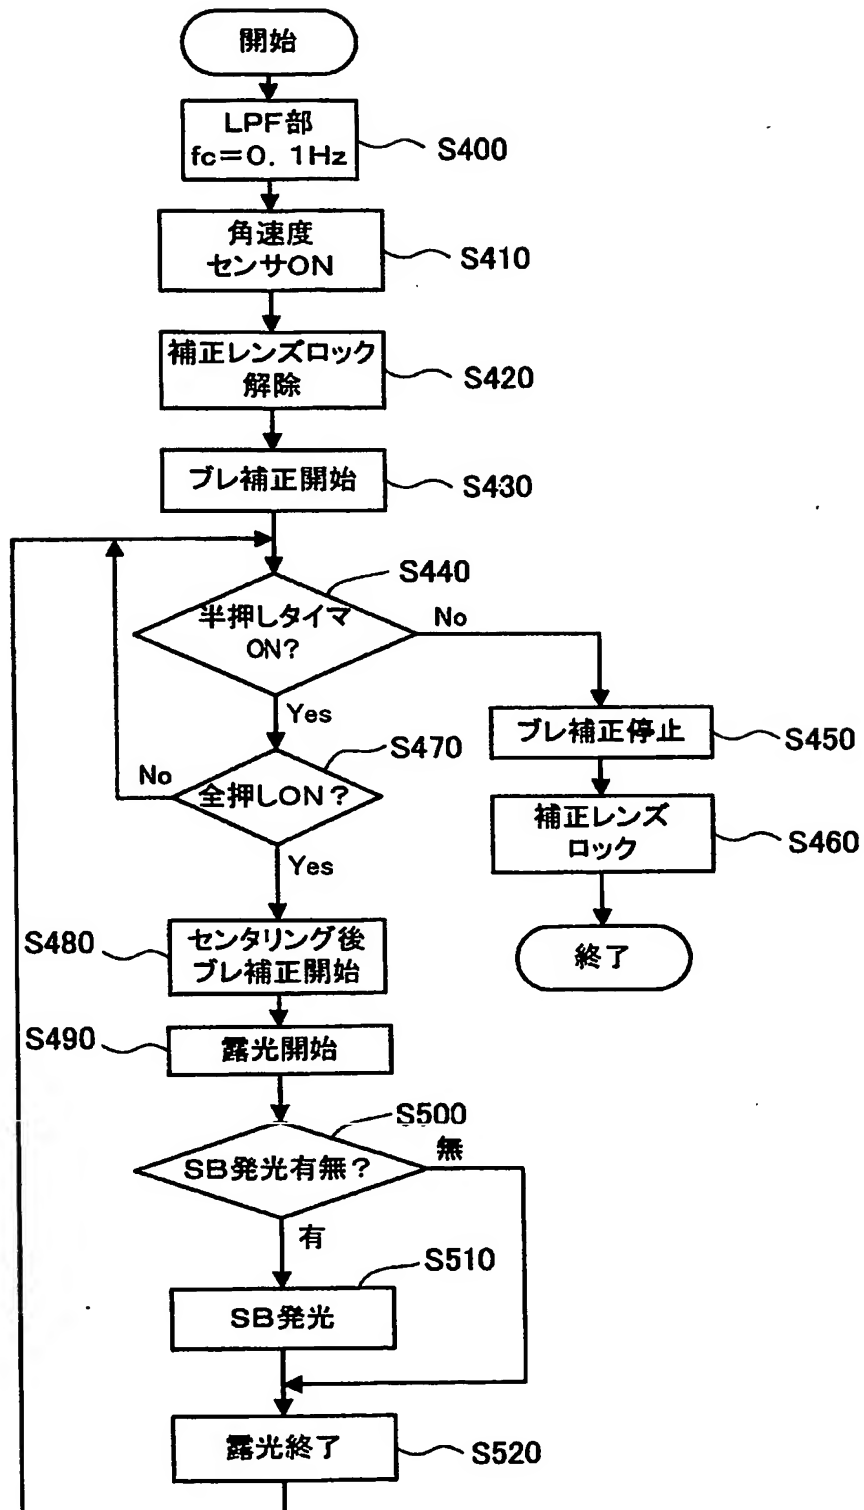 開始
LPF部
fc=0. 1Hz
S400
角速度
センサON
S410
補正レンズロック
解除
S420
ブレ補正開始
S430
S440
半押しタイマ
ON?
No
Yes
ブレ補正停止
S450
S470
全押しON?
No
Yes
補正レンズ
ロック
S460
終了
S480
センタリング後
ブレ補正開始
S490
露光開始
S500
SB発光有無?
無
有
S510
SB発光
露光終了
S520